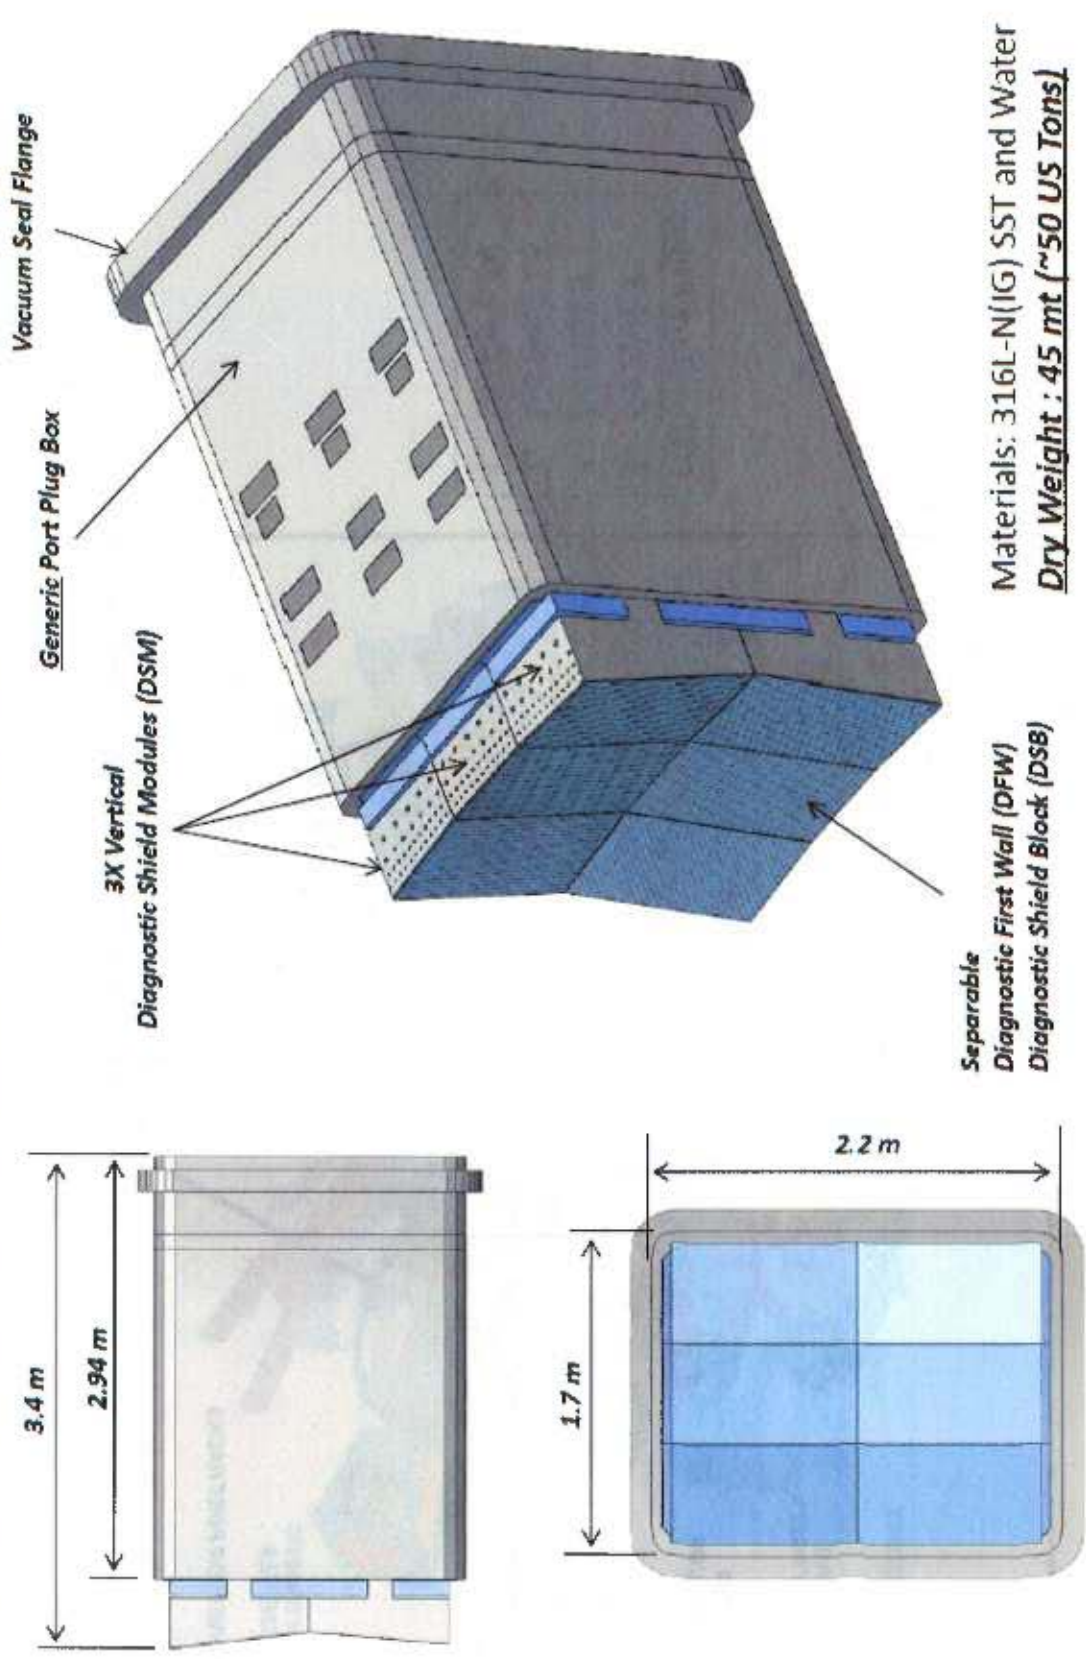 Vacuum Seal Flange
Generic Port Plug Box
3X Vertical
Diagnostic Shield Modules (DSM)
Materials: 316L-N(IG) SST and Water
Dry Weight : 45 mt (~50 US Tons)
Separable
Diagnostic First Wall (DFW)
Diagnostic Shield Block (DSB)
3.4 m
2.94 m
1.7 m
2.2 m